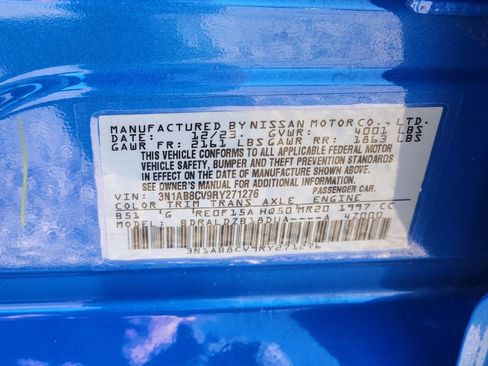 MANUFACTURED BY NISSAN MOTOR CO., LTD.
DATE: 12/23. GVWR: 4001 LBS
GAWR FR: 2161 LBS GAWR RR: 1863 LBS
THIS VEHICLE CONFORMS TO ALL APPLICABLE FEDERAL MOTOR
VEHICLE SAFETY, BUMPER AND THEFT PREVENTION STANDARDS
IN EFFECT ON THE DATE OF MANUFACTURE SHOWN ABOVE.
*SEE OWNER'S MANUAL FOR ADDITIONAL INFORMATION.
VIN: 3N1AB8CV9RY271276 PASSENGER CAR.
COLOR TRIM TRANS AXLE ENGINE
B51 G RE0F15A HQ50 MR20 1997 CC
MODEL: BDRALDZB18DUA---A 47000
3N1AB8CV9RY271276